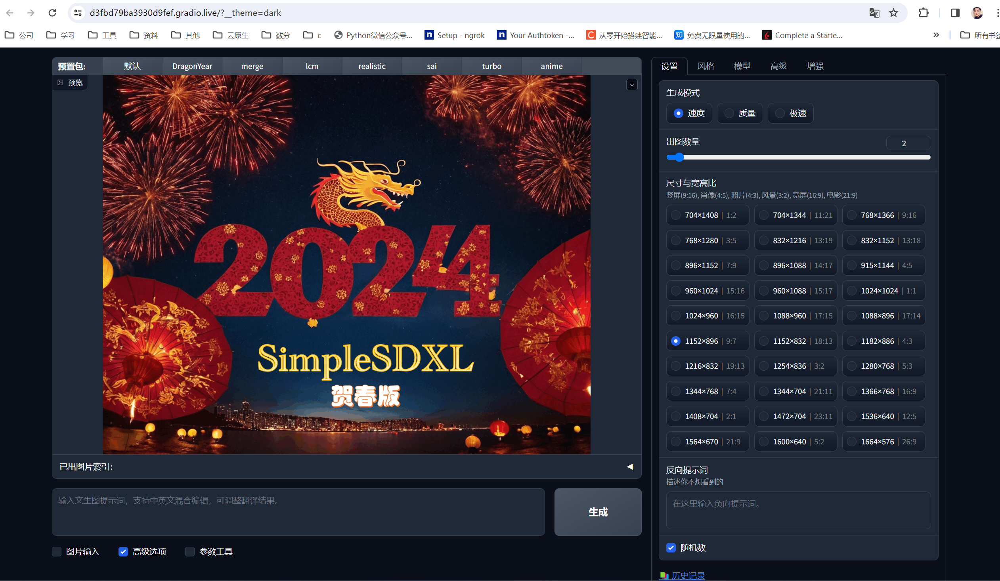 d3fbd79ba3930d9fef.gradio.live/?__theme=dark
公司 学习 工具 资料 其他 云原生 数分 c Python微信公众号... Setup - ngrok Your Authtoken -... 从零开始搭建智能... 知 免费无限量使用的... Complete a Starte... » 所有书签
预置包: 默认 DragonYear merge lcm realistic sai turbo anime
预览
2024
SimpleSDXL
贺春版
已出图片索引:
输入文生图提示词，支持中英文混合编辑，可调整翻译结果。
生成
图片输入 高级选项 参数工具
设置 风格 模型 高级 增强
生成模式
速度 质量 极速
出图数量 2
尺寸与宽高比
竖屏(9:16), 肖像(4:5), 照片(4:3), 风景(3:2), 宽屏(16:9), 电影(21:9)
704×1408 | 1:2 704×1344 | 11:21 768×1366 | 9:16
768×1280 | 3:5 832×1216 | 13:19 832×1152 | 13:18
896×1152 | 7:9 896×1088 | 14:17 915×1144 | 4:5
960×1024 | 15:16 960×1088 | 15:17 1024×1024 | 1:1
1024×960 | 16:15 1088×960 | 17:15 1088×896 | 17:14
1152×896 | 9:7 1152×832 | 18:13 1182×886 | 4:3
1216×832 | 19:13 1254×836 | 3:2 1280×768 | 5:3
1344×768 | 7:4 1344×704 | 21:11 1366×768 | 16:9
1408×704 | 2:1 1472×704 | 23:11 1536×640 | 12:5
1564×670 | 21:9 1600×640 | 5:2 1664×576 | 26:9
反向提示词
描述你不想看到的
在这里输入负向提示词。
随机数
历史记录